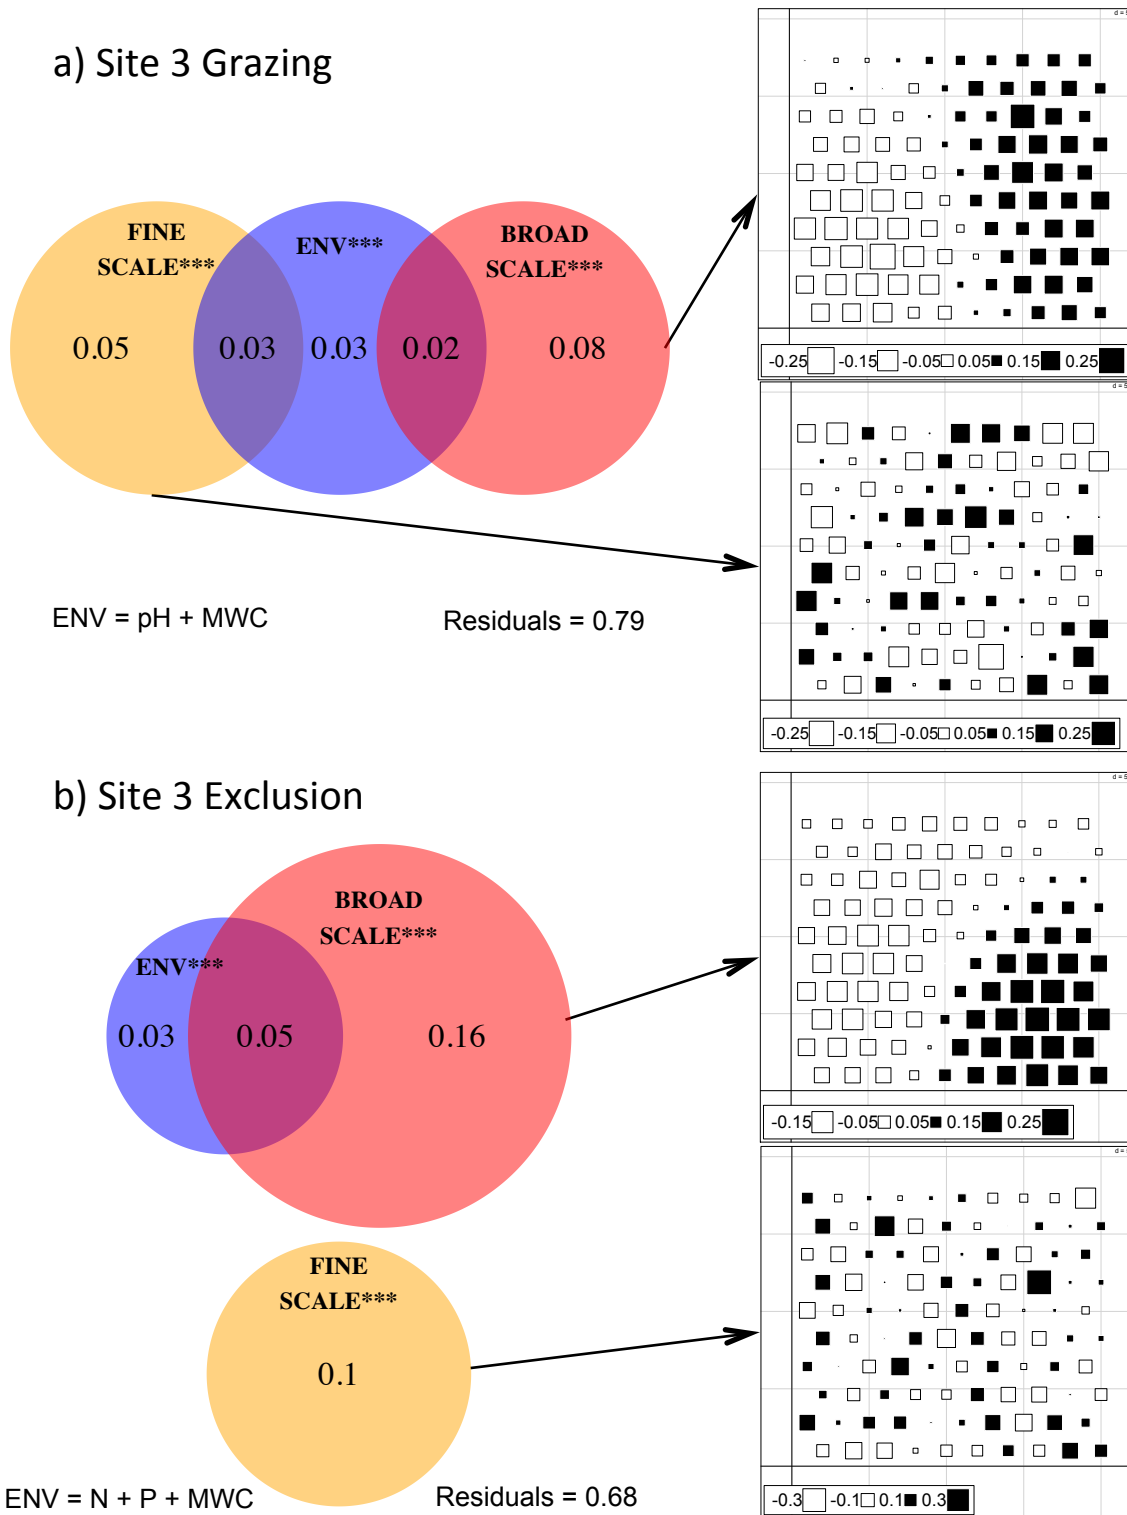 a) Site 3 Grazing
FINE
SCALE***
ENV***
BROAD
SCALE***
0.05
0.03
0.03
0.02
0.08
ENV = pH + MWC
Residuals = 0.79
-0.25 -0.15 -0.05 0.05 0.15 0.25
d = 5
-0.25 -0.15 -0.05 0.05 0.15 0.25
b) Site 3 Exclusion
BROAD
SCALE***
ENV***
0.03
0.05
0.16
FINE
SCALE***
0.1
ENV = N + P + MWC
Residuals = 0.68
d = 5
-0.15 -0.05 0.05 0.15 0.25
-0.3 -0.1 0.1 0.3